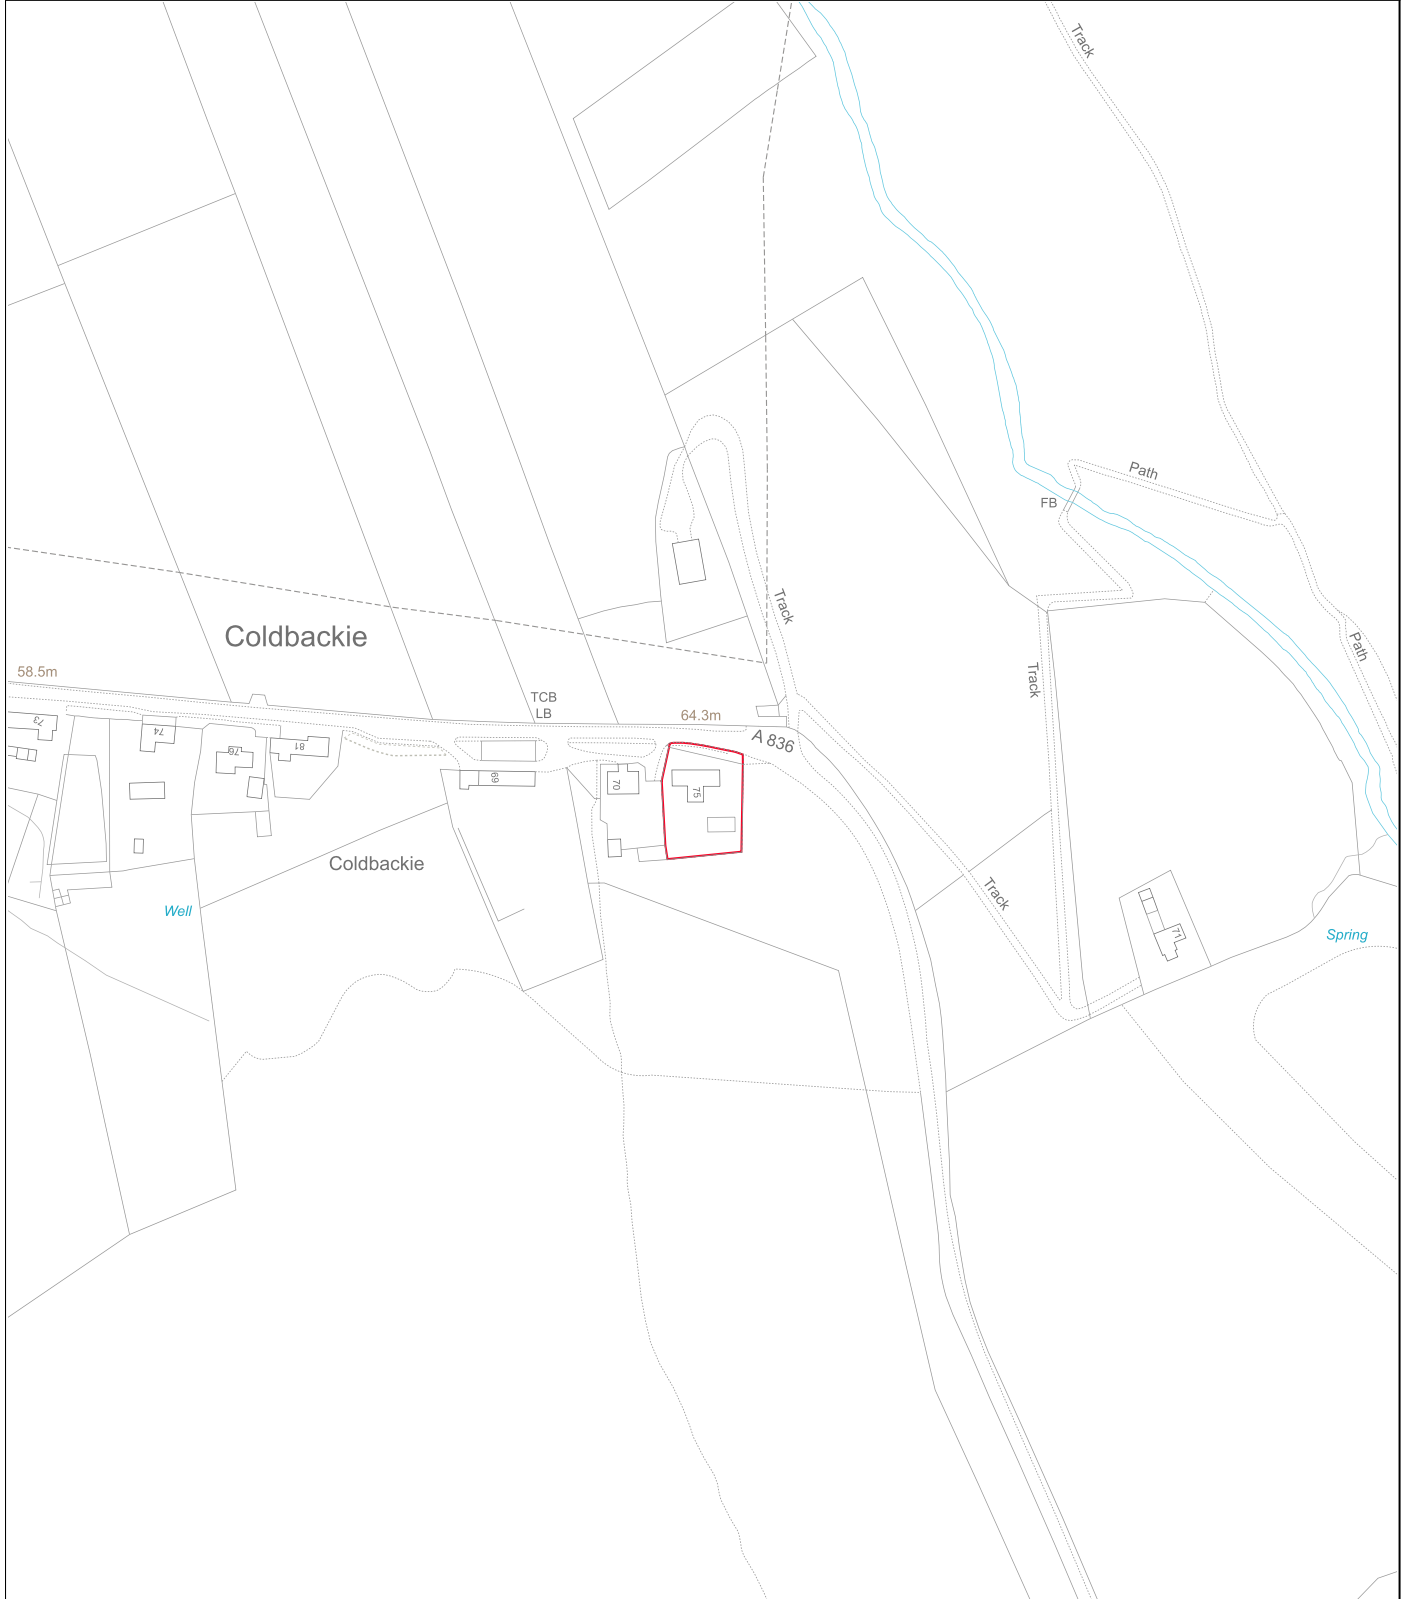 Track
Path
FB
Track
Coldbackie
Path
58.5m
Track
TCB
LB
64.3m
A 836
73
74
76
81
69
70
75
Coldbackie
Track
Well
71
Spring